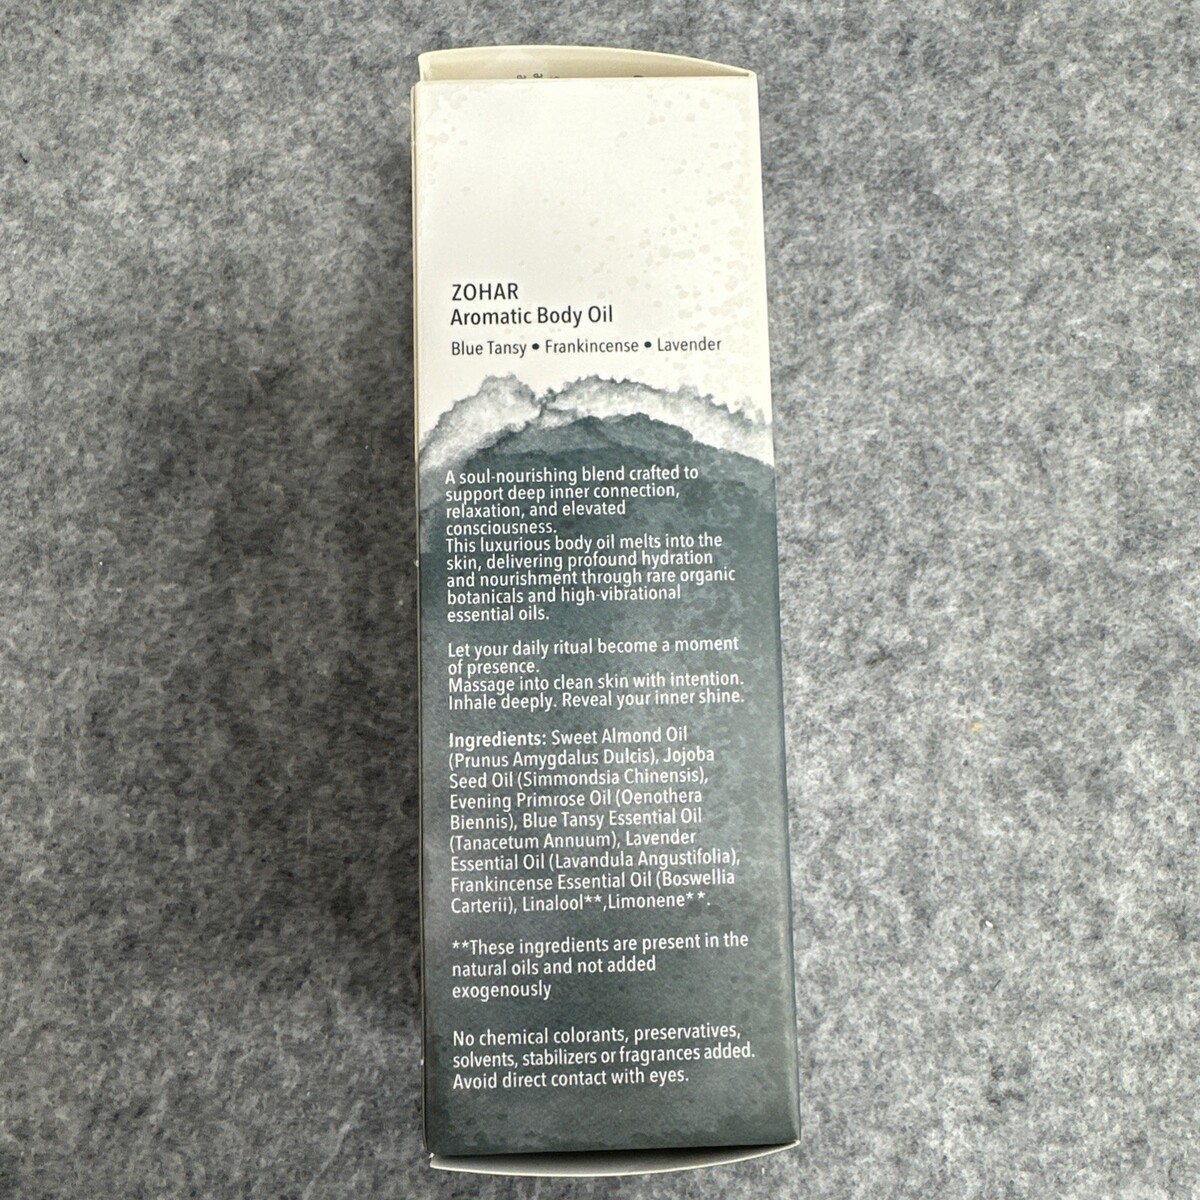 ZOHAR
Aromatic Body Oil
Blue Tansy • Frankincense • Lavender
A soul-nourishing blend crafted to
support deep inner connection,
relaxation, and elevated
consciousness.
This luxurious body oil melts into the
skin, delivering profound hydration
and nourishment through rare organic
botanicals and high-vibrational
essential oils.
Let your daily ritual become a moment
of presence.
Massage into clean skin with intention.
Inhale deeply. Reveal your inner shine.
Ingredients: Sweet Almond Oil
(Prunus Amygdalus Dulcis), Jojoba
Seed Oil (Simmondsia Chinensis),
Evening Primrose Oil (Oenothera
Biennis), Blue Tansy Essential Oil
(Tanacetum Annuum), Lavender
Essential Oil (Lavandula Angustifolia),
Frankincense Essential Oil (Boswellia
Carterii), Linalool**,Limonene**.
**These ingredients are present in the
natural oils and not added
exogenously
No chemical colorants, preservatives,
solvents, stabilizers or fragrances added.
Avoid direct contact with eyes.